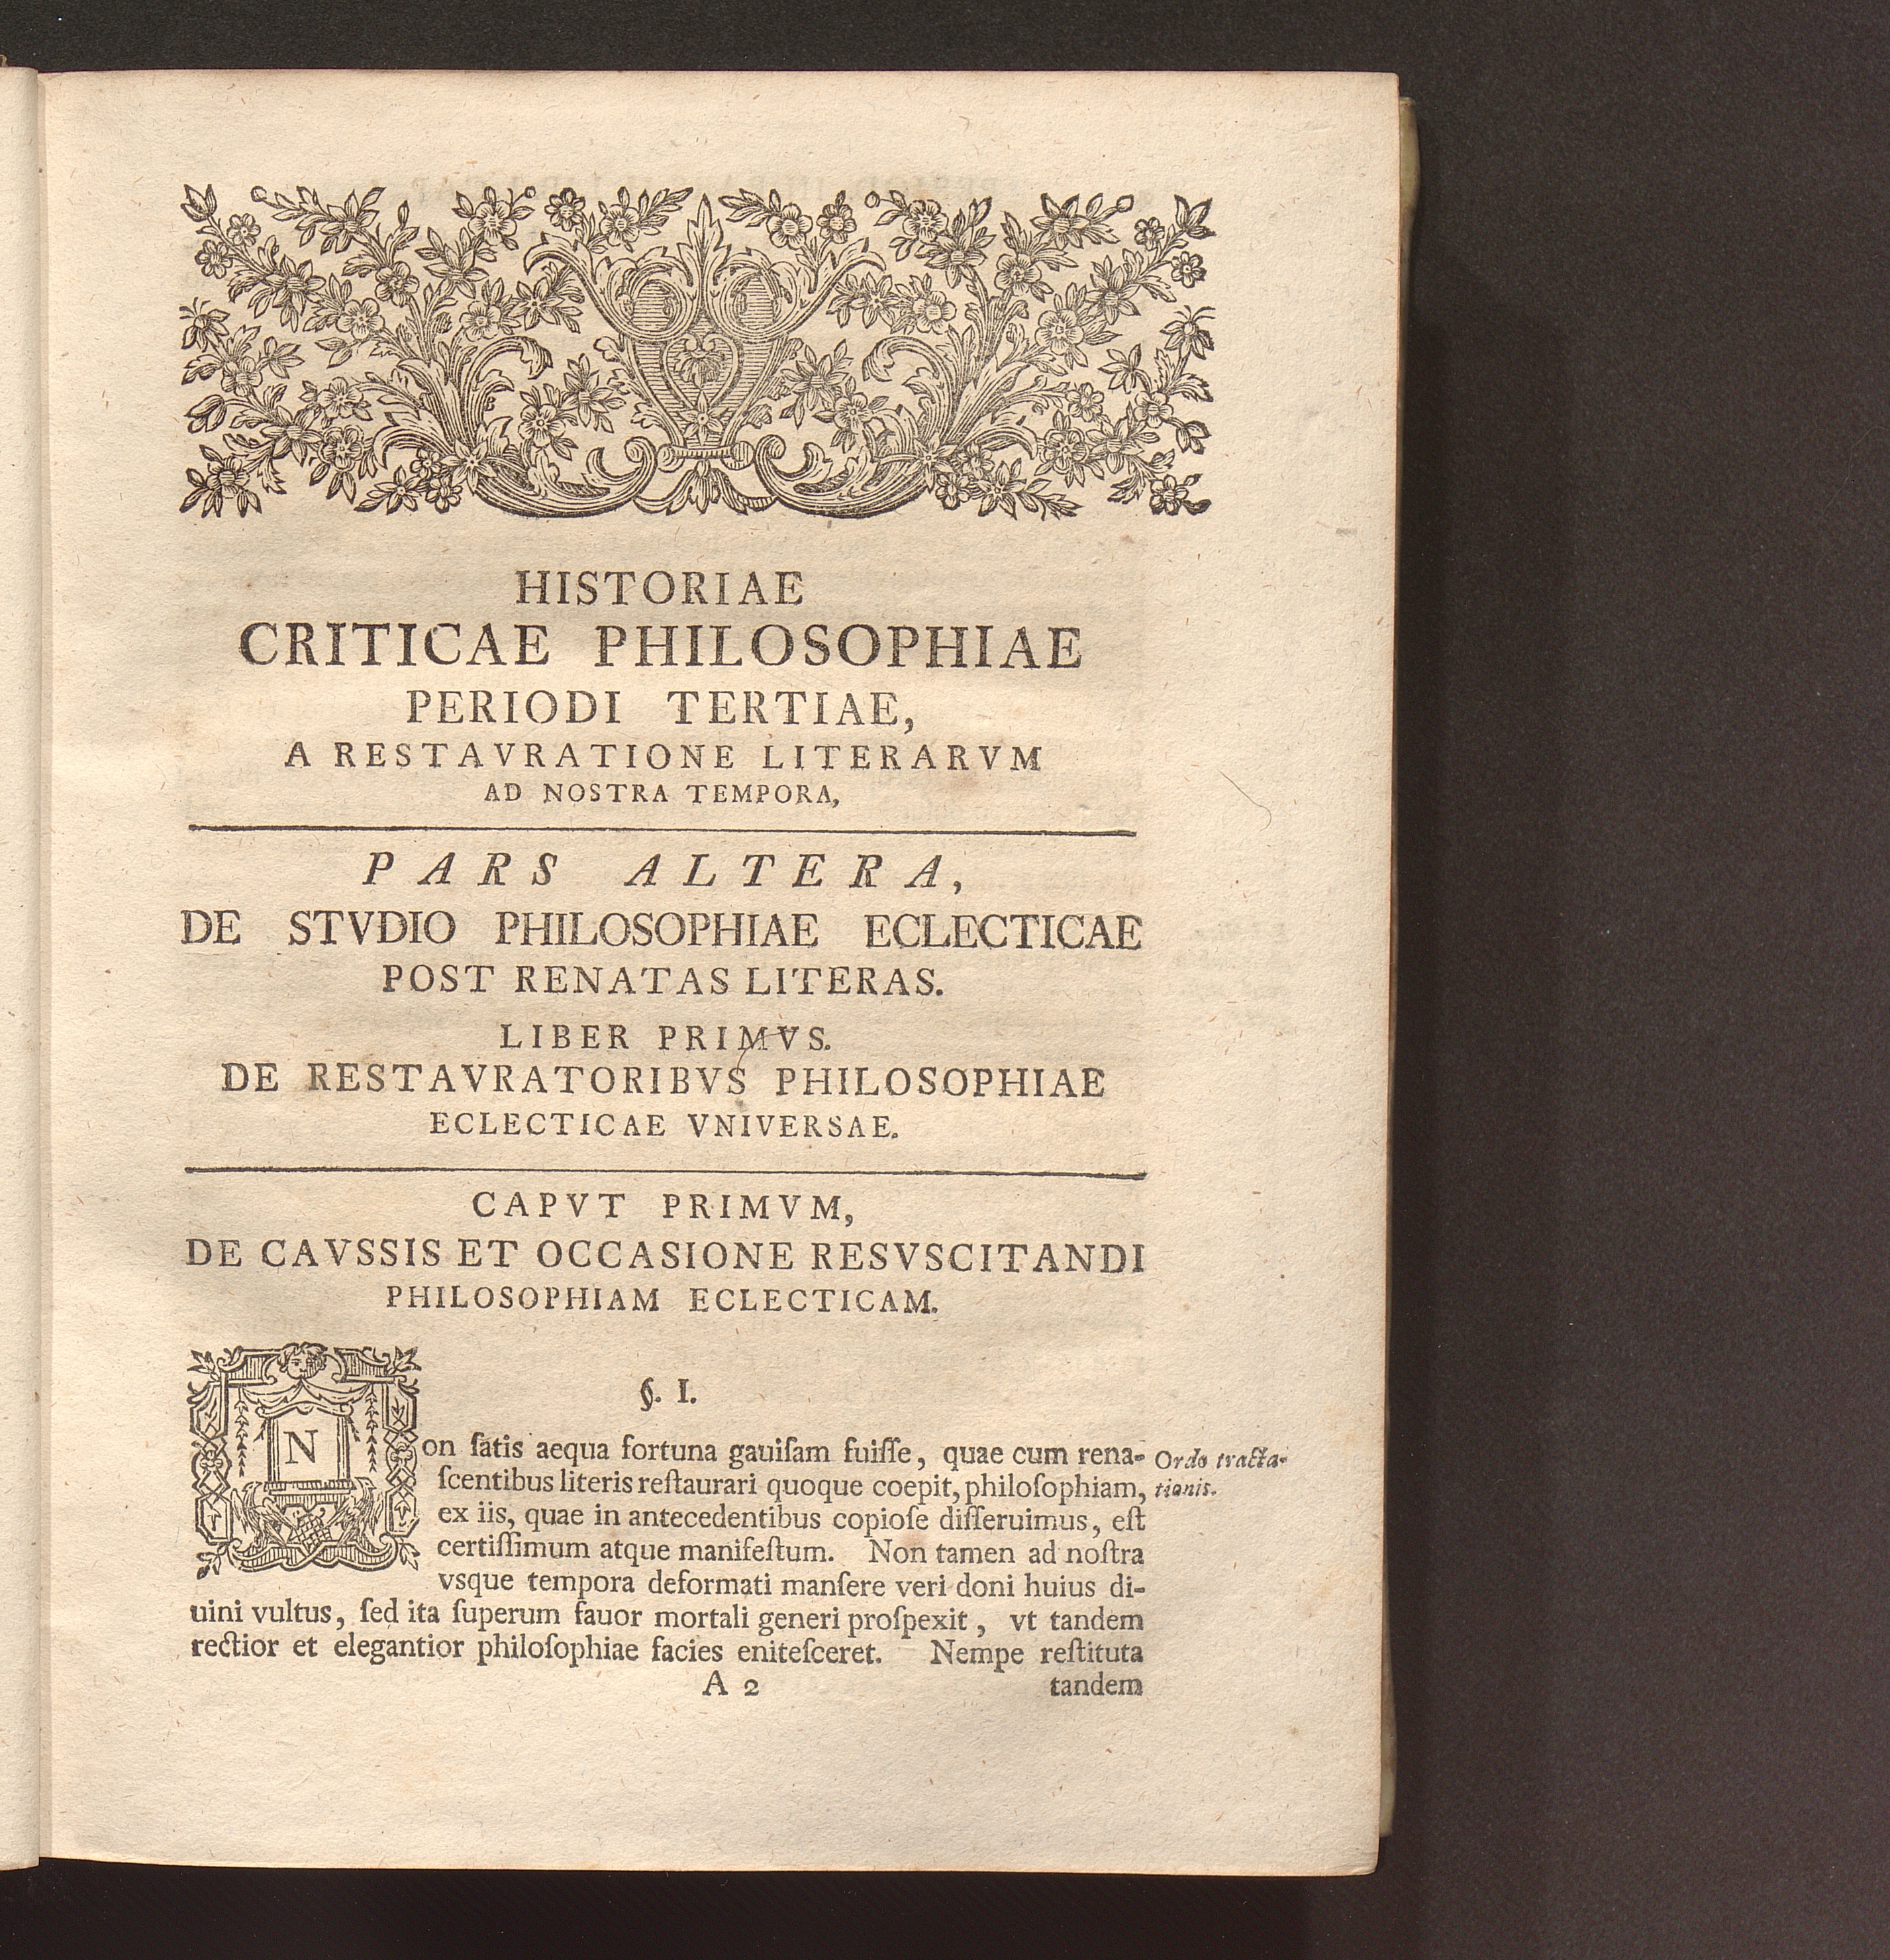 HISTORIAE
CRITICAE PHILOSOPHIAE
PERIODI TERTIAE,
A RESTAVRATIONE LITERARVM
AD NOSTRA TEMPORA,
PARS ALTERA,
DE STVDIO PHILOSOPHIAE ECLECTICAE
POST RENATAS LITERAS.
LIBER PRIMVS.
DE RESTAVRATORIBVS PHILOSOPHIAE
ECLECTICAE VNIVERSAE.
CAPVT PRIMVM,
DE CAVSSIS ET OCCASIONE RESVSCITANDI
PHILOSOPHIAM ECLECTICAM.
§. I.
Non ſatis aequa fortuna gauiſam fuiſſe, quae cum rena-
ſcentibus literis reſtaurari quoque coepit, philoſophiam,
ex iis, quae in antecedentibus copioſe diſſeruimus, eſt
certiſſimum atque manifeſtum. Non tamen ad noſtra
vsque tempora deformati manſere veri doni huius di-
uini vultus, ſed ita ſuperum fauor mortali generi proſpexit, vt tandem
rectior et elegantior philoſophiae facies eniteſceret. Nempe reſtituta
Ordo tracta-
tionis.
A 2 tandem